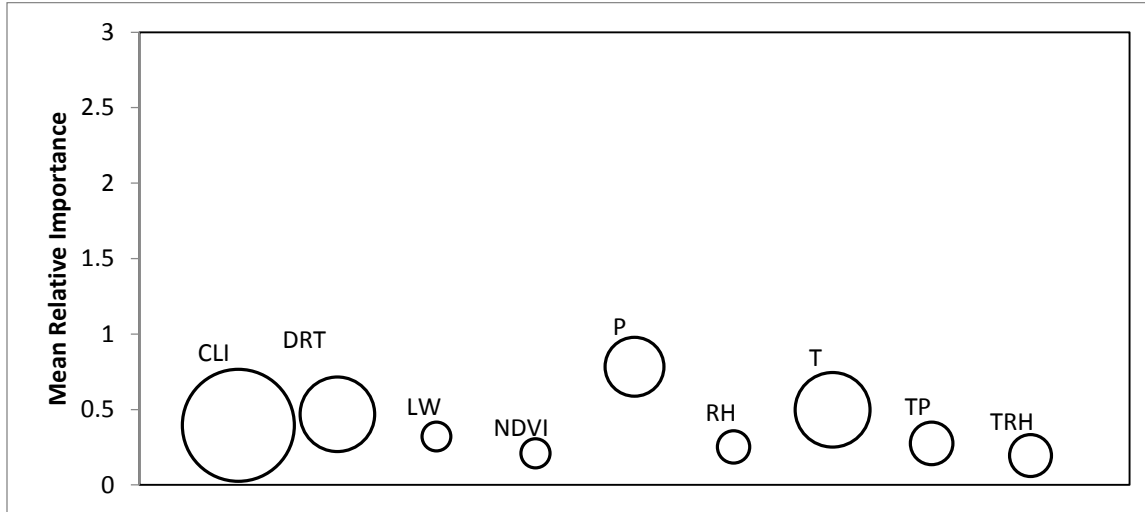 Mean Relative Importance
3
2.5
2
1.5
1
0.5
0
CLI
DRT
LW
NDVI
P
RH
T
TP
TRH